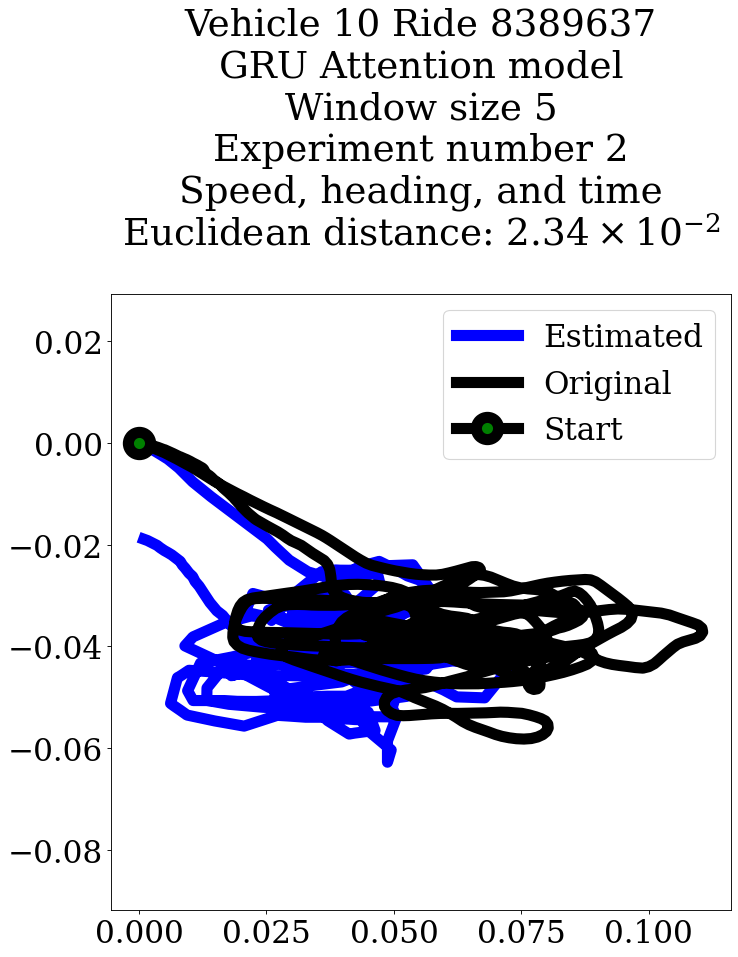 Vehicle 10 Ride 8389637
GRU Attention model
Window size 5
Experiment number 2
Speed, heading, and time
Euclidean distance: 2.34 × 10⁻²
Estimated
Original
Start
0.02
0.00
−0.02
−0.04
−0.06
−0.08
0.000 0.025 0.050 0.075 0.100